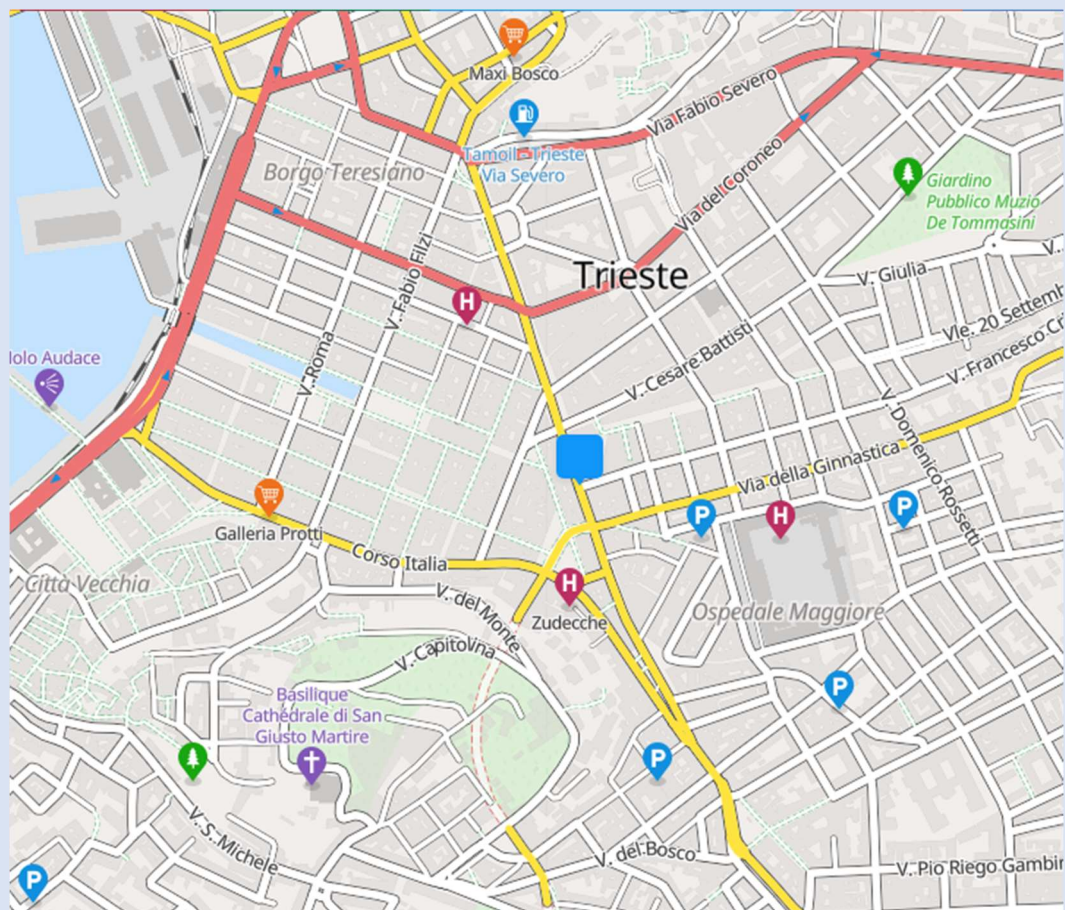 Maxi Bosco
Via Fabio Severo
Tamoil - Trieste
Via Severo
Borgo Teresiano
Via del Coroneo
Giardino
Pubblico Muzio
De Tommasini
V. Fabio Filzi
Trieste
V. Giulia
V.
H
Vle. 20 Settemb
olo Audace
V. Roma
V. Cesare Battisti
V. Francesco Cri
V. Domenico Rossetti
Via della Ginnastica
Galleria Protti
P
H
P
Corso Italia
Città Vecchia
V. del Monte
H
Zudecche
Ospedale Maggiore
V. Capitolina
P
Basilique
Cathédrale di San
Giusto Martire
P
V. S. Michele
V. del Bosco
V. Pio Riego Gambin
P